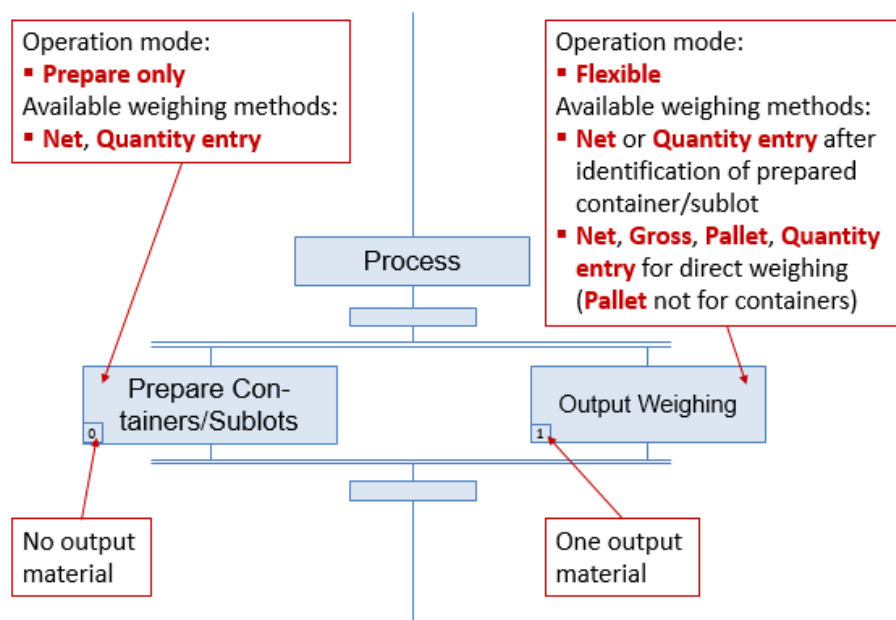 Operation mode:
▪ Prepare only
Available weighing methods:
▪ Net, Quantity entry
Operation mode:
▪ Flexible
Available weighing methods:
▪ Net or Quantity entry after
identification of prepared
container/sublot
▪ Net, Gross, Pallet, Quantity
entry for direct weighing
(Pallet not for containers)
Process
Prepare Con-
tainers/Sublots
0
Output Weighing
1
No output
material
One output
material